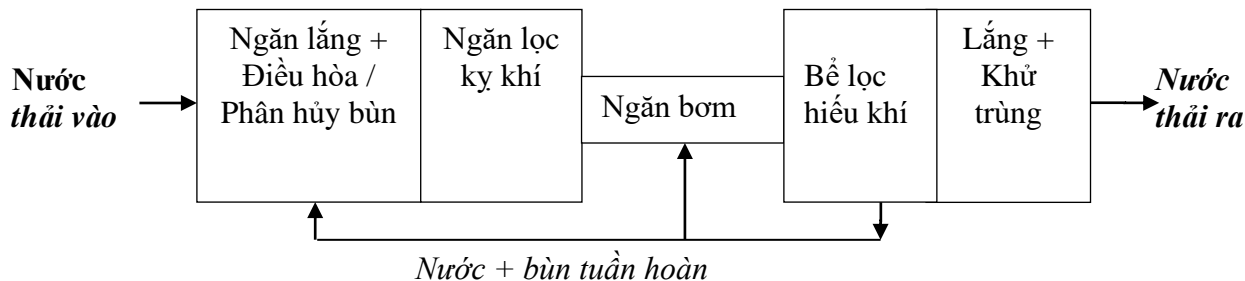 Nước
thải vào
Ngăn lắng +
Điều hòa /
Phân hủy bùn
Ngăn lọc
kỵ khí
Ngăn bơm
Bể lọc
hiếu khí
Lắng +
Khử
trùng
Nước
thải ra
Nước + bùn tuần hoàn